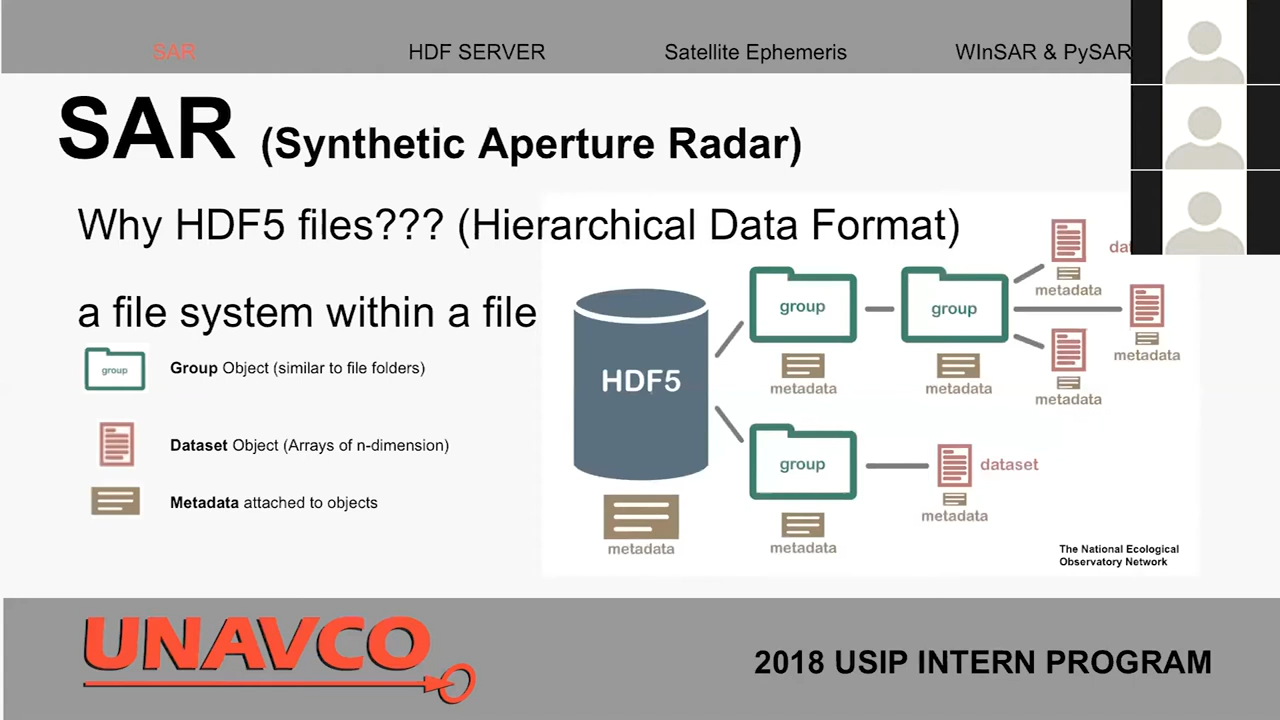 SAR
HDF SERVER
Satellite Ephemeris
WInSAR & PySAR
SAR (Synthetic Aperture Radar)
Why HDF5 files??? (Hierarchical Data Format)
a file system within a file
group
Group Object (similar to file folders)
Dataset Object (Arrays of n-dimension)
Metadata attached to objects
HDF5
metadata
group
metadata
group
metadata
metadata
metadata
metadata
group
metadata
dataset
metadata
The National Ecological
Observatory Network
UNAVCO
2018 USIP INTERN PROGRAM